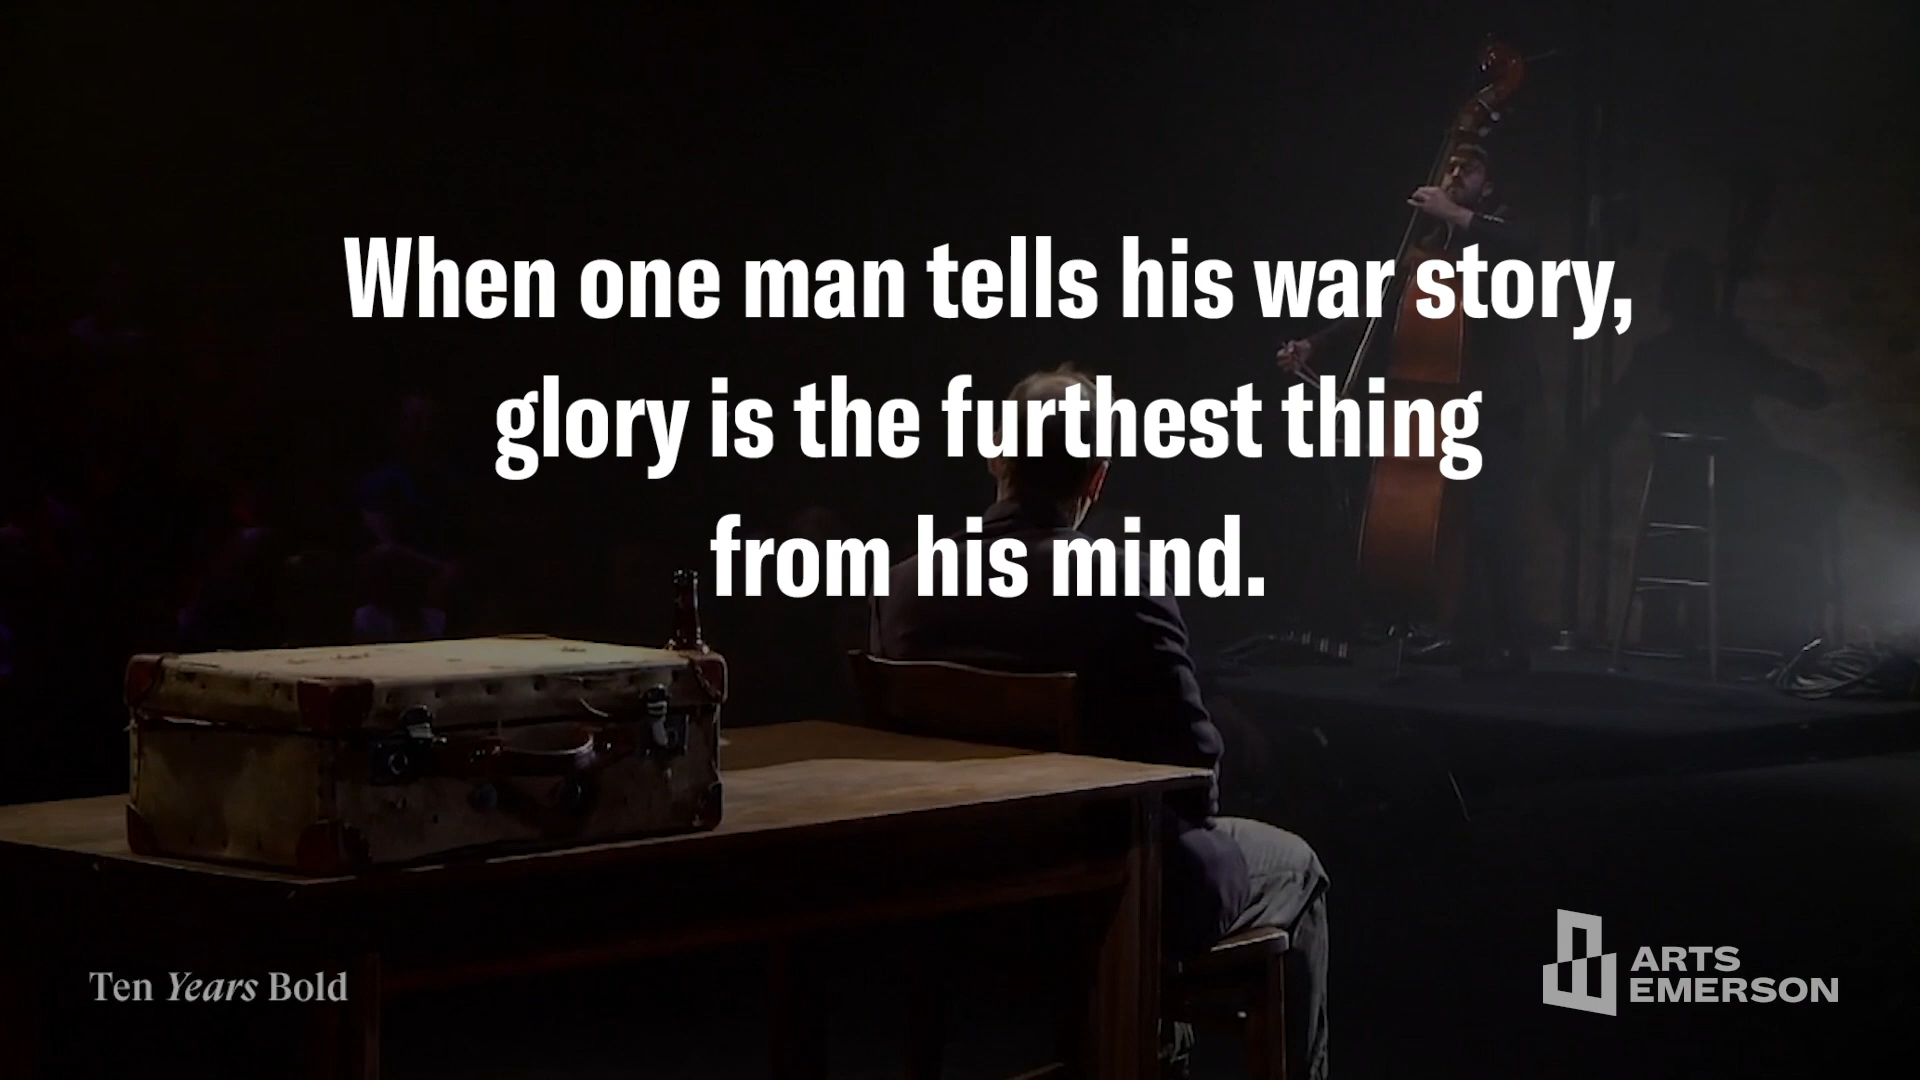 When one man tells his war story,
glory is the furthest thing
from his mind.
Ten Years Bold
ARTS
EMERSON